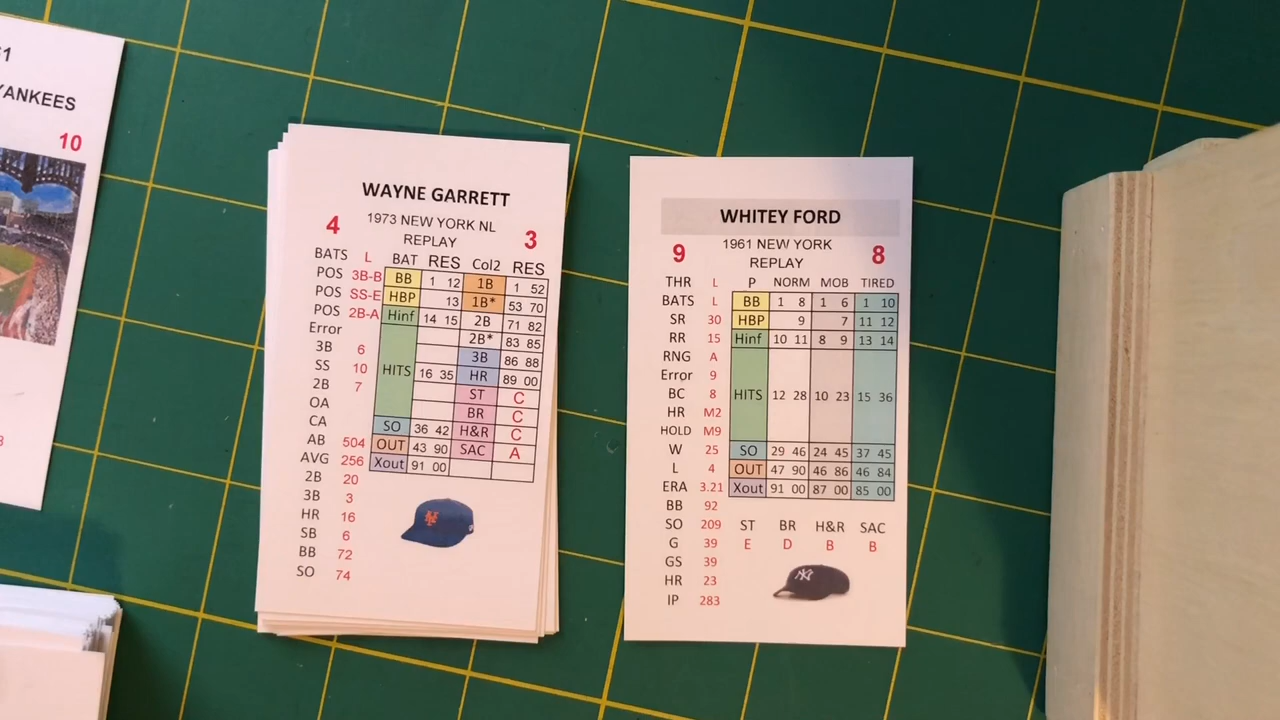 61
YANKEES
10
WAYNE GARRETT
1973 NEW YORK NL
4 REPLAY 3
BATS L BAT RES Col2 RES
POS 3B-B BB 1 12 1B 1 52
POS SS-E HBP 13 1B* 53 70
POS 2B-A Hinf 14 15 2B 71 82
Error 2B* 83 85
3B 6 3B 86 88
SS 10 HITS 16 35 HR 89 00
2B 7 ST C
OA BR C
CA SO 36 42 H&R C
AB 504 OUT 43 90 SAC A
AVG 256 Xout 91 00
2B 20
3B 3
HR 16
SB 6
BB 72
SO 74
WHITEY FORD
1961 NEW YORK
9 REPLAY 8
THR L P NORM MOB TIRED
BATS L BB 1 8 1 6 1 10
SR 30 HBP 9 7 11 12
RR 15 Hinf 10 11 8 9 13 14
RNG A
Error 9
BC 8 HITS 12 28 10 23 15 36
HR M2
HOLD M9
W 25 SO 29 46 24 45 37 45
L 4 OUT 47 90 46 86 46 84
ERA 3.21 Xout 91 00 87 00 85 00
BB 92
SO 209 ST BR H&R SAC
G 39 E D B B
GS 39
HR 23
IP 283